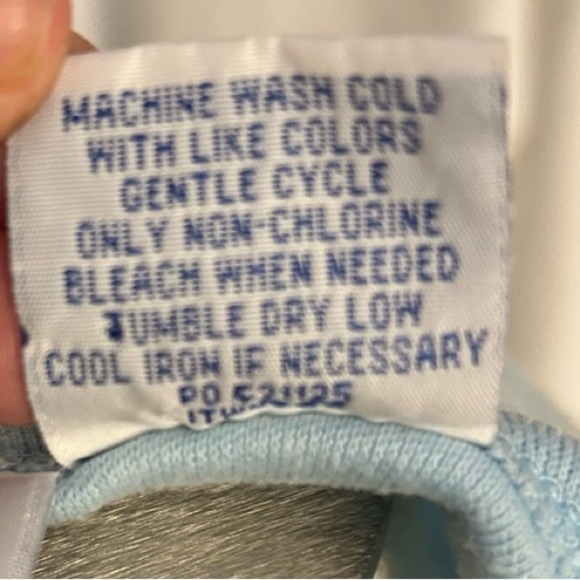 MACHINE WASH COLD
WITH LIKE COLORS
GENTLE CYCLE
ONLY NON-CHLORINE
BLEACH WHEN NEEDED
TUMBLE DRY LOW
COOL IRON IF NECESSARY
PO